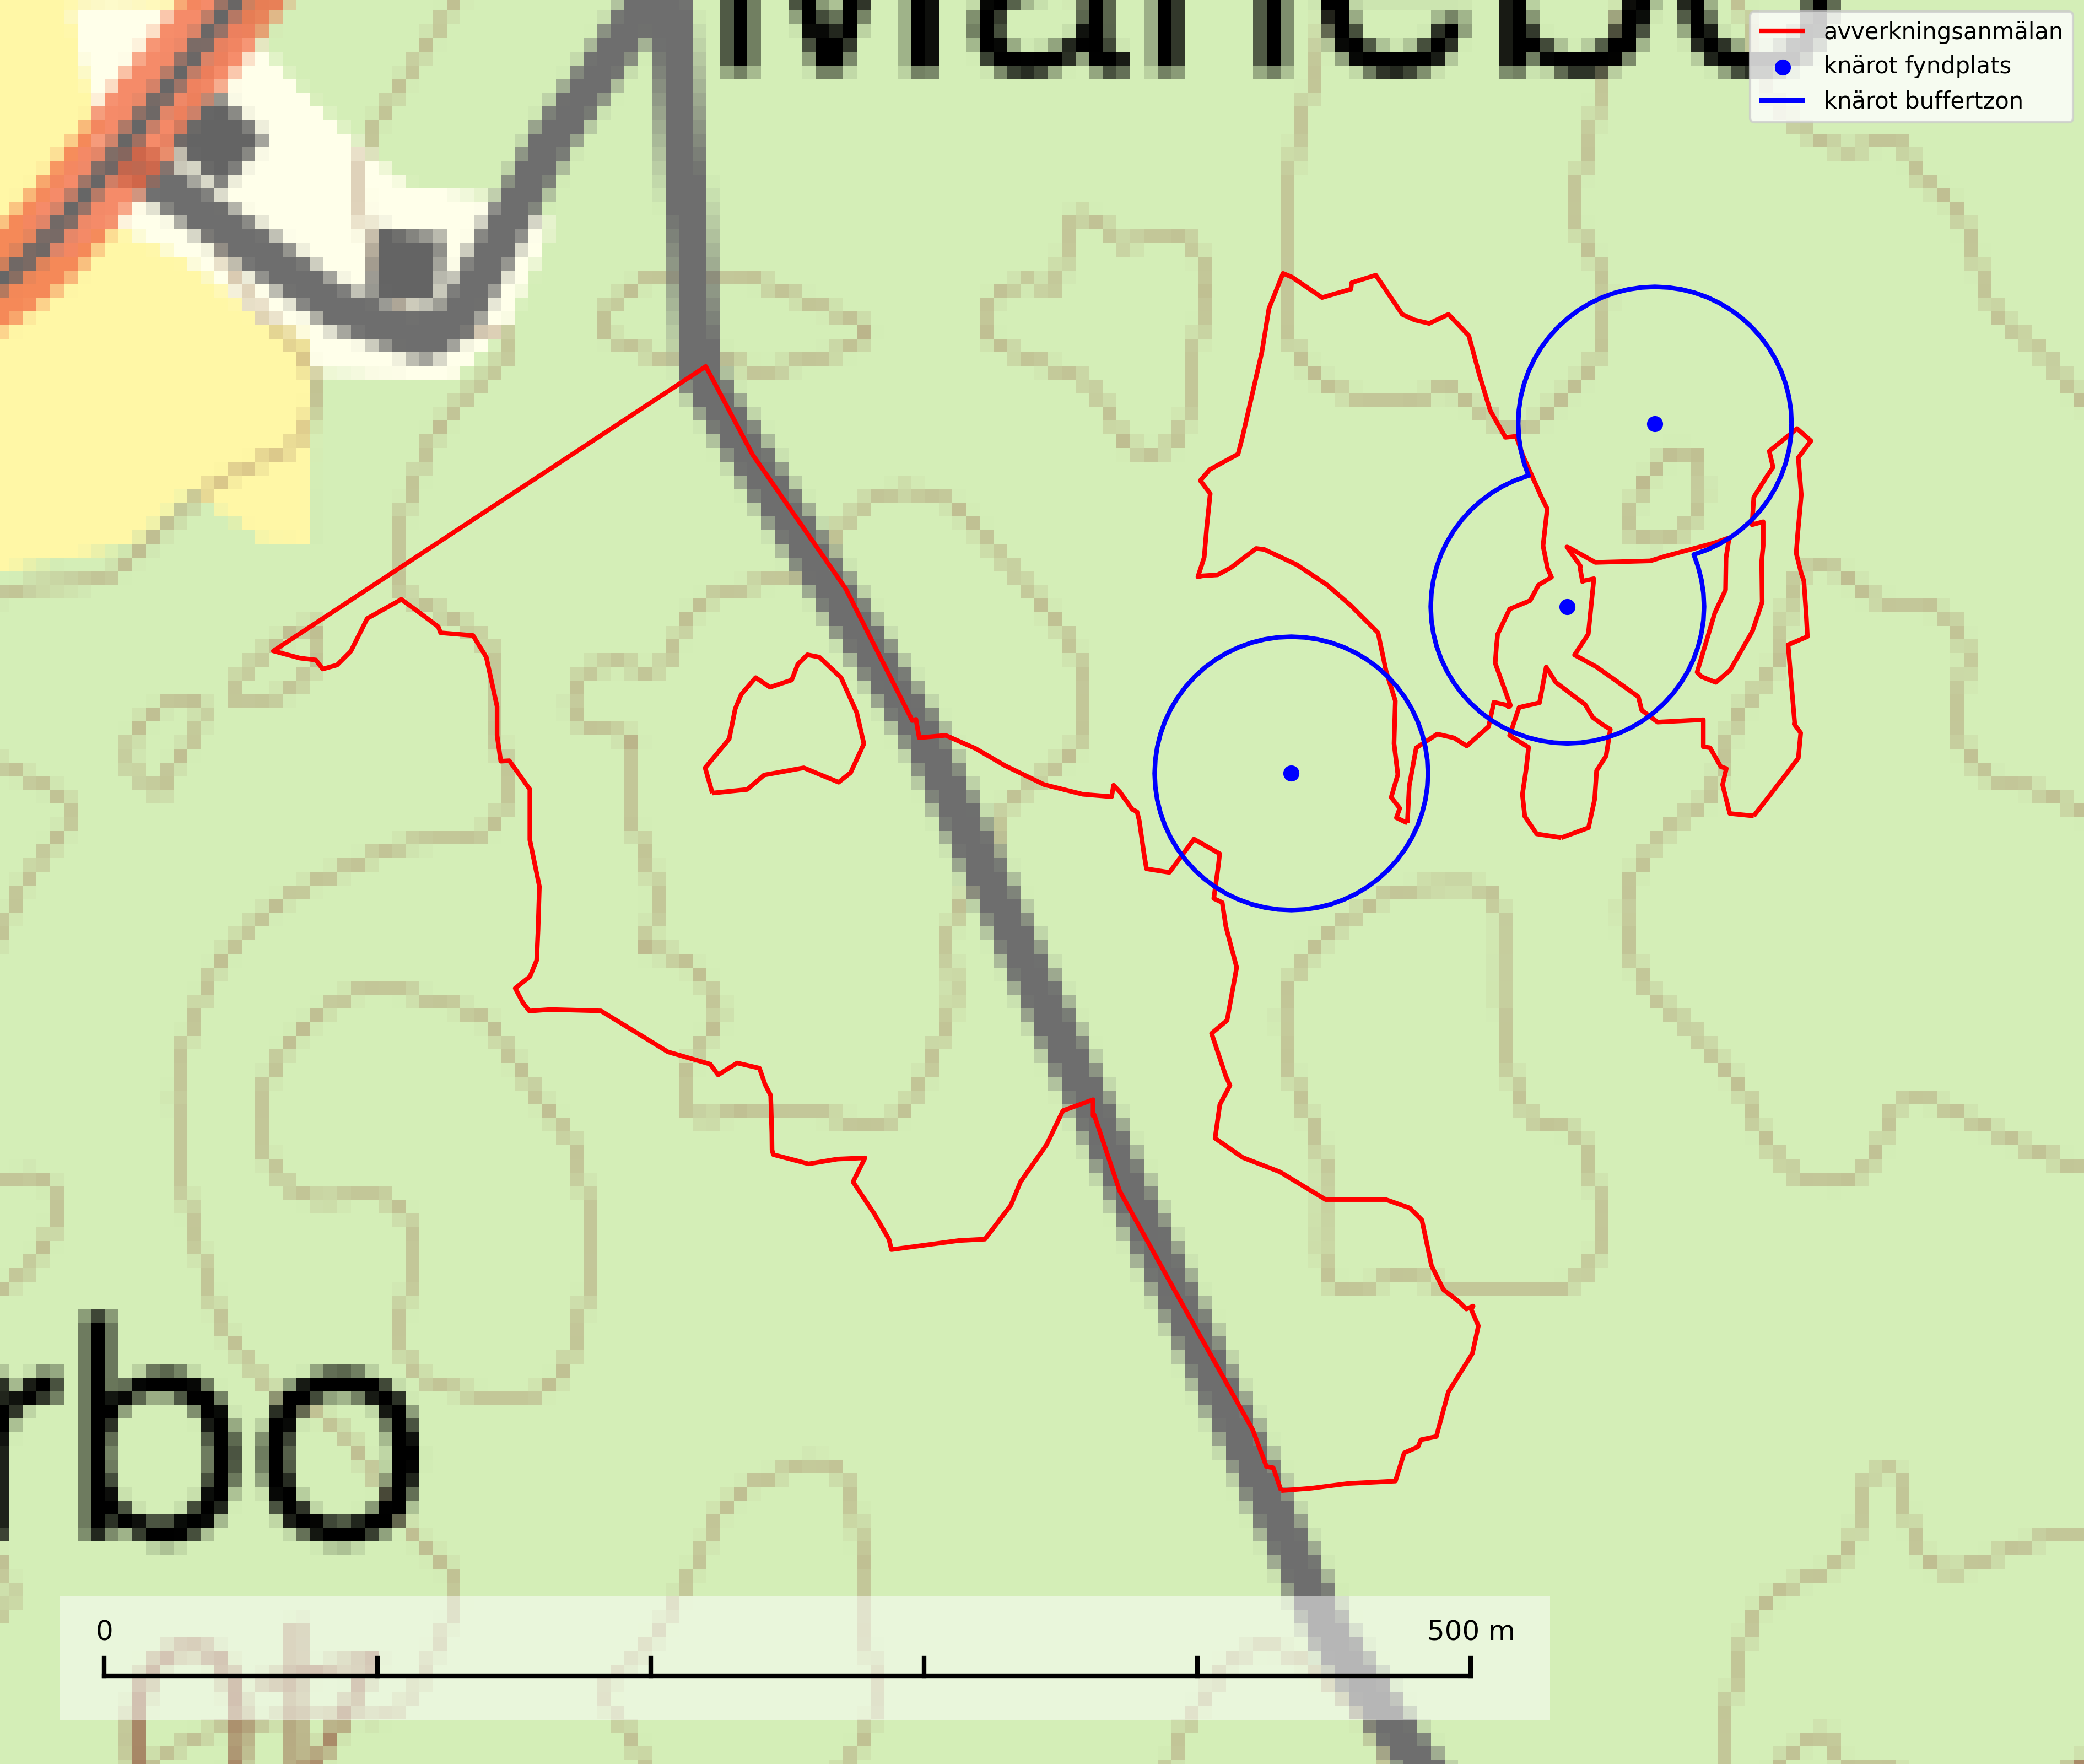 avverkningsanmälan
knärot fyndplats
knärot buffertzon
rbo
0
500 m